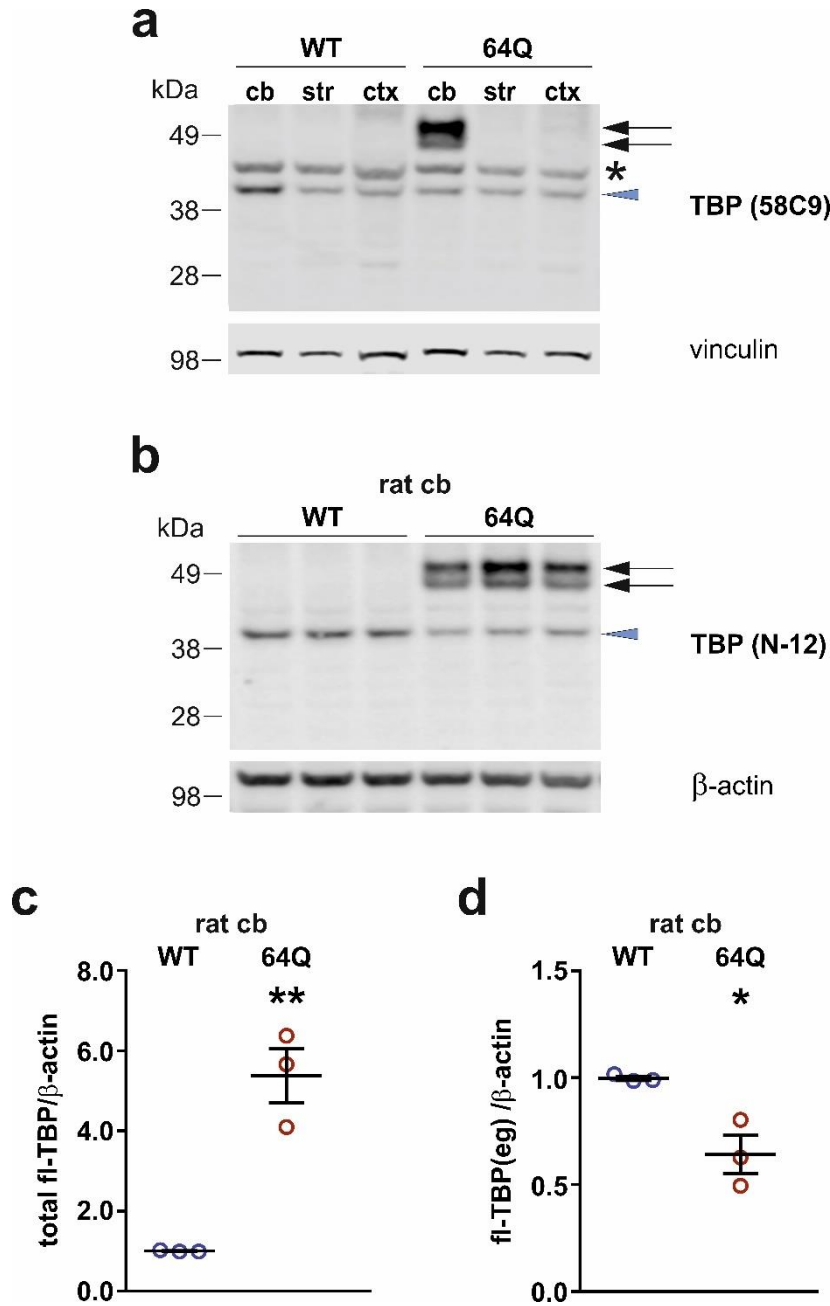 a
WT 64Q
kDa cb str ctx cb str ctx
49
*
38
TBP (58C9)
28
98
vinculin
b
rat cb
WT 64Q
kDa
49
38
TBP (N-12)
28
98
β-actin
c
rat cb
WT 64Q
total fl-TBP/β-actin
8.0
6.0
4.0
2.0
0.0
**
d
rat cb
WT 64Q
fl-TBP(eg) /β-actin
1.5
1.0
0.5
0.0
*